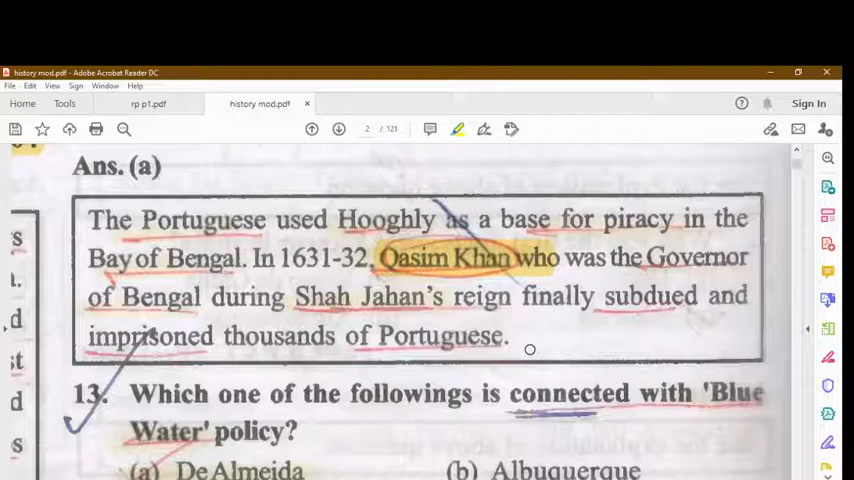 history mod.pdf - Adobe Acrobat Reader DC
File Edit View Sign Window Help
Home Tools rp p1.pdf history mod.pdf × Sign In
2 / 121
Ans. (a)
The Portuguese used Hooghly as a base for piracy in the
Bay of Bengal. In 1631-32, Qasim Khan who was the Governor
of Bengal during Shah Jahan's reign finally subdued and
imprisoned thousands of Portuguese.
13. Which one of the followings is connected with 'Blue
Water' policy?
(a) De Almeida (b) Albuquerque